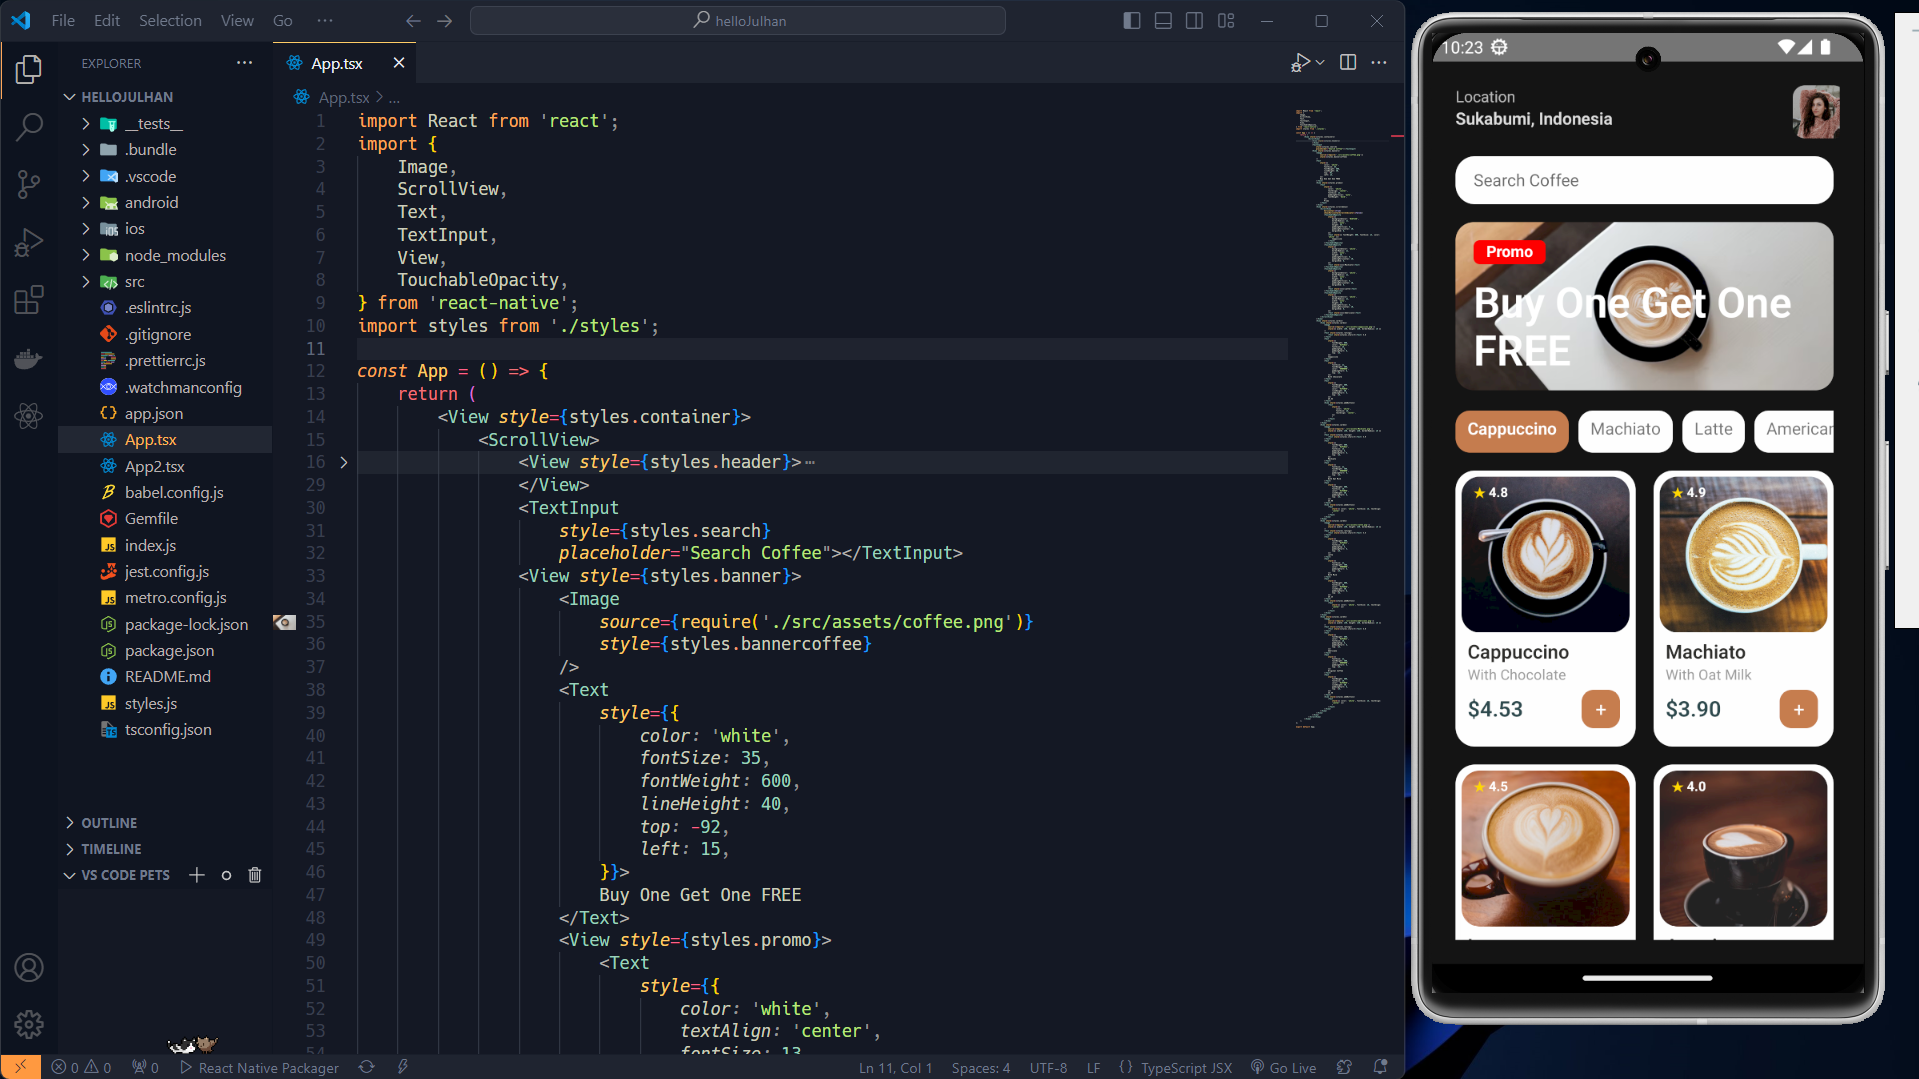 File Edit Selection View Go ···
helloJulhan
EXPLORER
HELLOJULHAN
__tests__
.bundle
.vscode
android
ios
node_modules
src
.eslintrc.js
.gitignore
.prettierrc.js
.watchmanconfig
app.json
App.tsx
App2.tsx
babel.config.js
Gemfile
index.js
jest.config.js
metro.config.js
package-lock.json
package.json
README.md
styles.js
tsconfig.json
OUTLINE
TIMELINE
VS CODE PETS
App.tsx
App.tsx > ...
1 import React from 'react';
2 import {
3 Image,
4 ScrollView,
5 Text,
6 TextInput,
7 View,
8 TouchableOpacity,
9 } from 'react-native';
10 import styles from './styles';
11
12 const App = () => {
13 return (
14 <View style={styles.container}>
15 <ScrollView>
16 <View style={styles.header}>···
29 </View>
30 <TextInput
31 style={styles.search}
32 placeholder="Search Coffee"></TextInput>
33 <View style={styles.banner}>
34 <Image
35 source={require('./src/assets/coffee.png')}
36 style={styles.bannercoffee}
37 />
38 <Text
39 style={{
40 color: 'white',
41 fontSize: 35,
42 fontWeight: 600,
43 lineHeight: 40,
44 top: -92,
45 left: 15,
46 }}>
47 Buy One Get One FREE
48 </Text>
49 <View style={styles.promo}>
50 <Text
51 style={{
52 color: 'white',
53 textAlign: 'center',
54 fontSize: 13
0 0 0 React Native Packager
Ln 11, Col 1 Spaces: 4 UTF-8 LF {} TypeScript JSX Go Live
10:23
Location
Sukabumi, Indonesia
Search Coffee
Promo
Buy One Get One
FREE
Cappuccino Machiato Latte American
4.8
Cappuccino
With Chocolate
$4.53 +
4.9
Machiato
With Oat Milk
$3.90 +
4.5
4.0